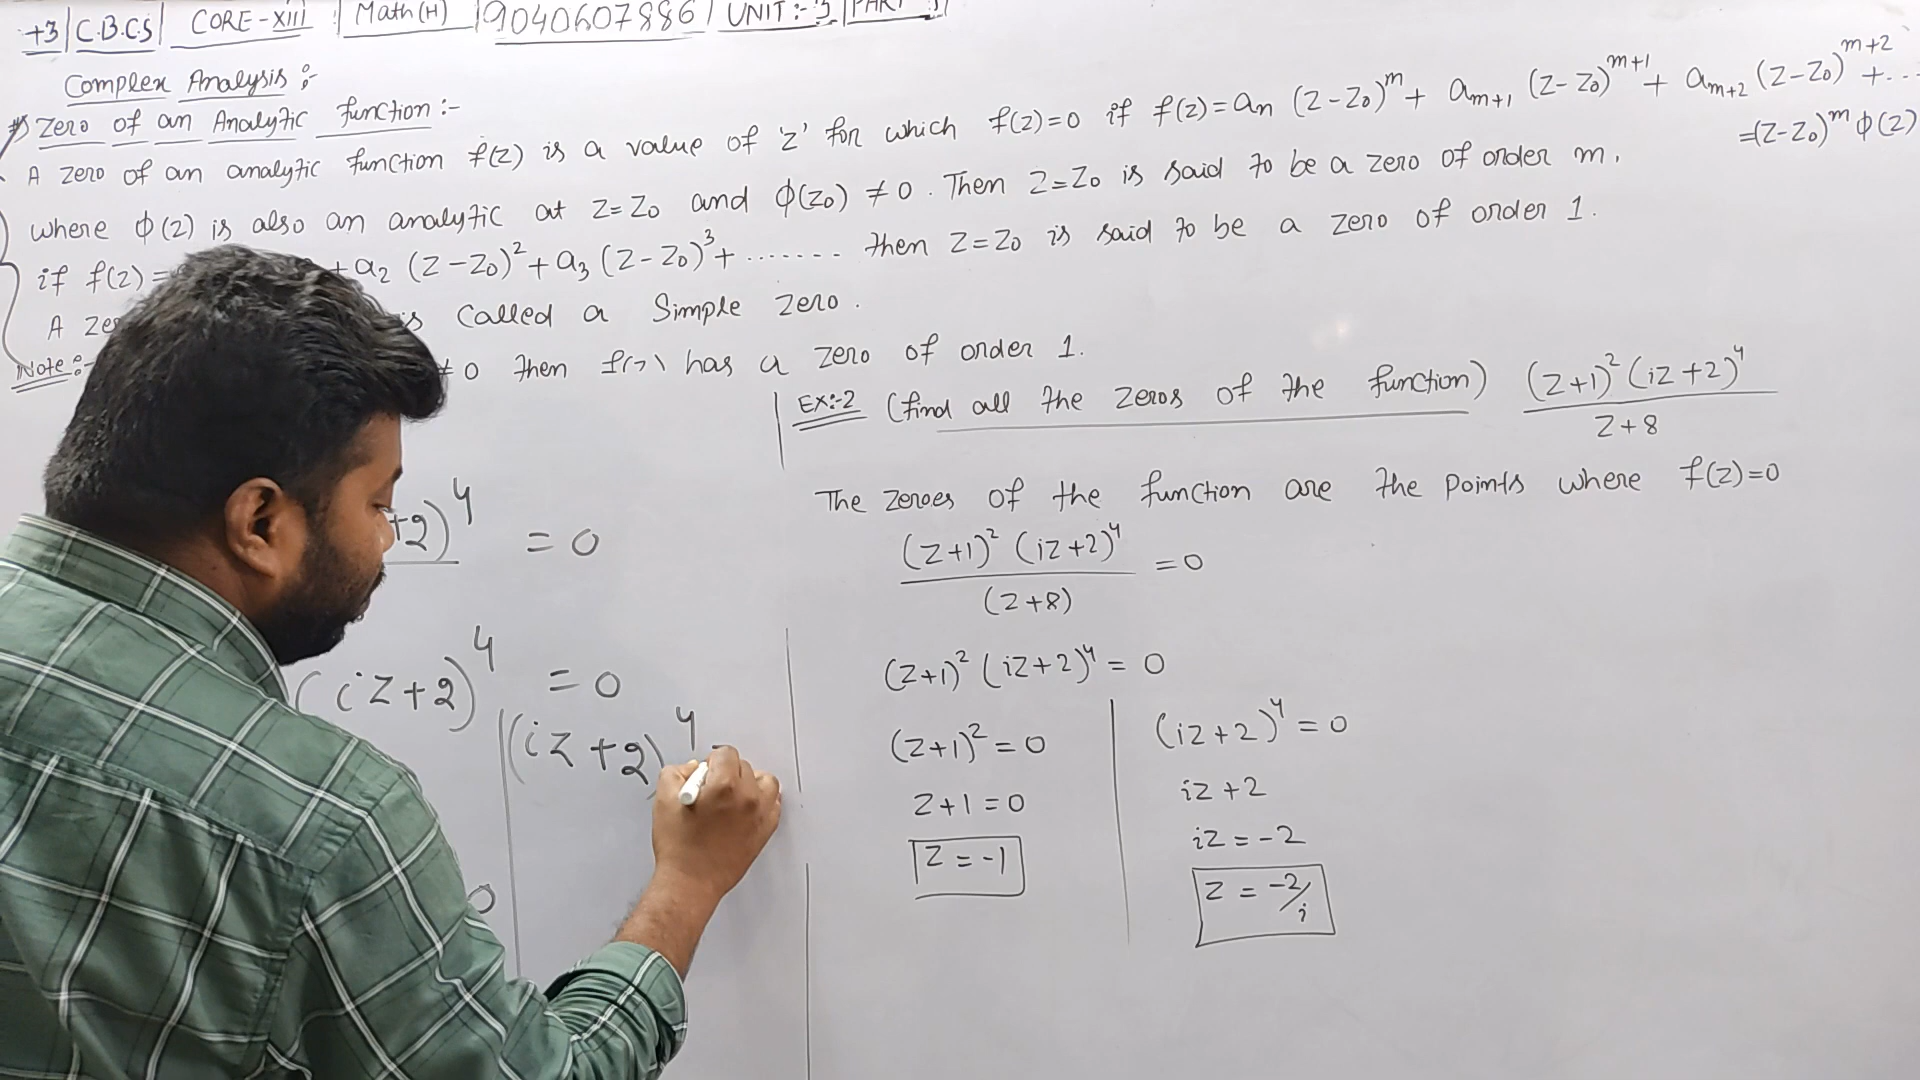 +3 | C.B.C.S | CORE-XIII | Math (H) | 9040607886 | UNIT:-
Complex Analysis :-
Zero of an Analytic function :-
A zero of an analytic function f(z) is a value of 'z' for which f(z)=0 if f(z)=an (z-z₀)^m + am+1 (z-z₀)^m+1 + am+2 (z-z₀)^m+2 + ...
=(z-z₀)^m ϕ(z)
where ϕ(z) is also an analytic at z=z₀ and ϕ(z₀) ≠ 0. Then z=z₀ is said to be a zero of order m.
if f(z)= +a₂ (z-z₀)² + a₃ (z-z₀)³ + ....... then z=z₀ is said to be a zero of order 1.
A called a Simple zero.
Note :- ≠ 0 then has a zero of order 1.
+2)⁴ = 0
(iz+2)⁴ = 0
(iz+2)⁴
0
EX:-2 (find all the zeros of the function) (z+1)² (iz+2)⁴
z+8
The zeroes of the function are the points where f(z)=0
(z+1)² (iz+2)⁴ = 0
(z+8)
(z+1)² (iz+2)⁴ = 0
(z+1)² = 0
z+1=0
z = -1
(iz+2)⁴ = 0
iz+2
iz = -2
z = -2/i